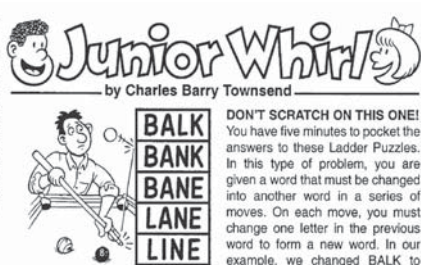 Junior Whirl
by Charles Barry Townsend
BALK
BANK
BANE
LANE
LINE
DON'T SCRATCH ON THIS ONE!
You have five minutes to pocket the
answers to these Ladder Puzzles.
In this type of problem, you are
given a word that must be changed
into another word in a series of
moves. On each move, you must
change one letter in the previous
word to form a new word. In our
example, we changed BALK to
8